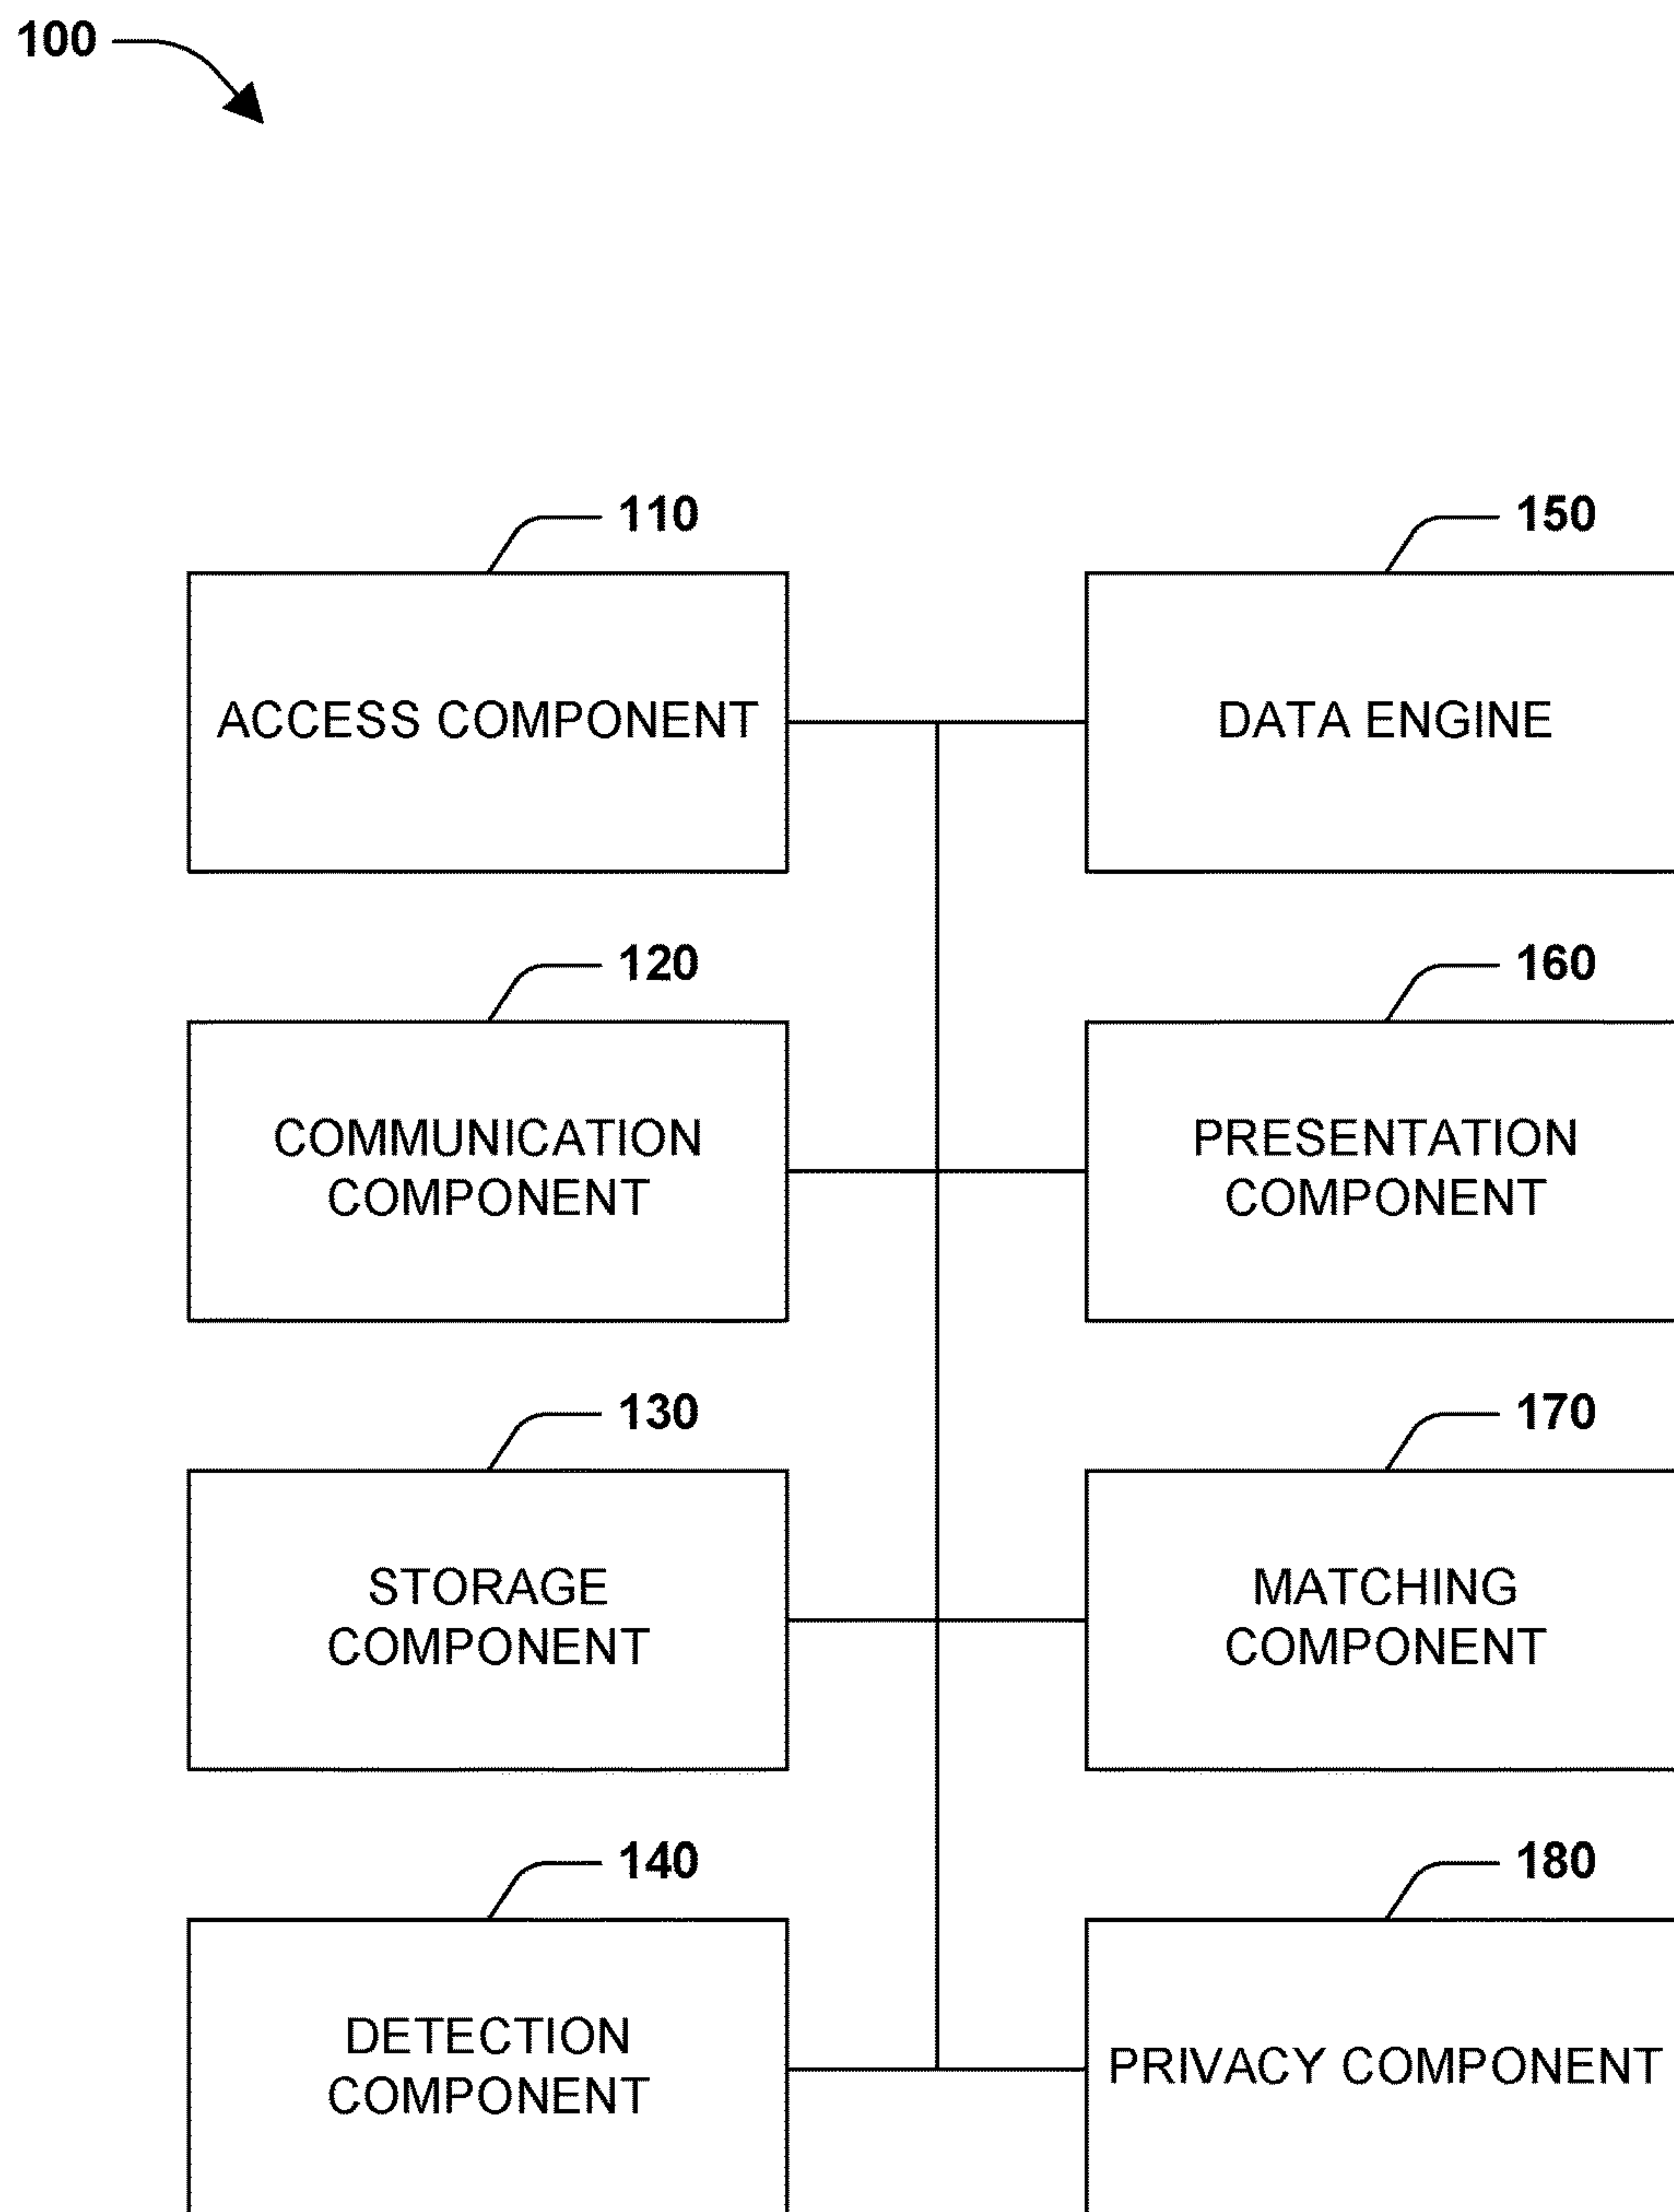 100
110
150
ACCESS COMPONENT
DATA ENGINE
120
160
COMMUNICATION
COMPONENT
PRESENTATION
COMPONENT
130
170
STORAGE
COMPONENT
MATCHING
COMPONENT
140
180
DETECTION
COMPONENT
PRIVACY COMPONENT